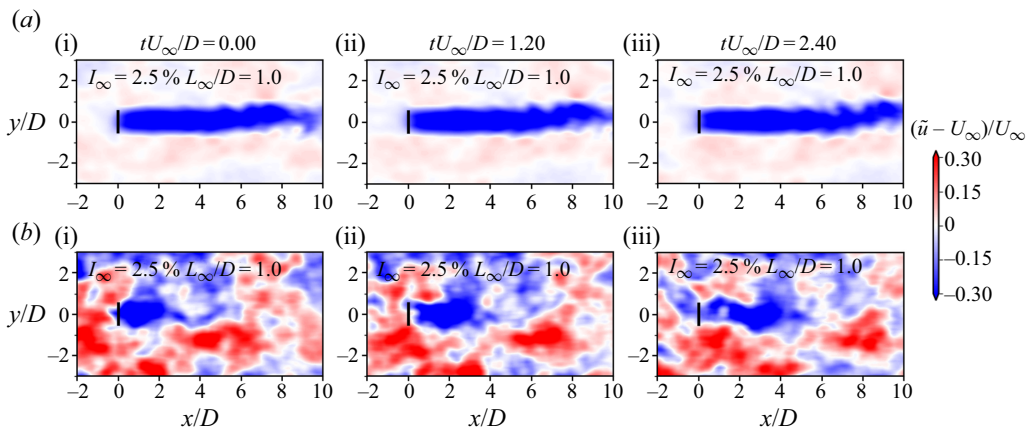 (a)
(i) tU∞/D = 0.00 (ii) tU∞/D = 1.20 (iii) tU∞/D = 2.40
I∞ = 2.5 % L∞/D = 1.0 I∞ = 2.5 % L∞/D = 1.0 I∞ = 2.5 % L∞/D = 1.0
y/D
2
0
–2
–2 0 2 4 6 8 10 –2 0 2 4 6 8 10 –2 0 2 4 6 8 10
(ũ – U∞)/U∞
0.30
0.15
0
–0.15
–0.30
(b)
(i) (ii) (iii)
I∞ = 2.5 % L∞/D = 1.0 I∞ = 2.5 % L∞/D = 1.0 I∞ = 2.5 % L∞/D = 1.0
y/D
2
0
–2
–2 0 2 4 6 8 10 –2 0 2 4 6 8 10 –2 0 2 4 6 8 10
x/D x/D x/D